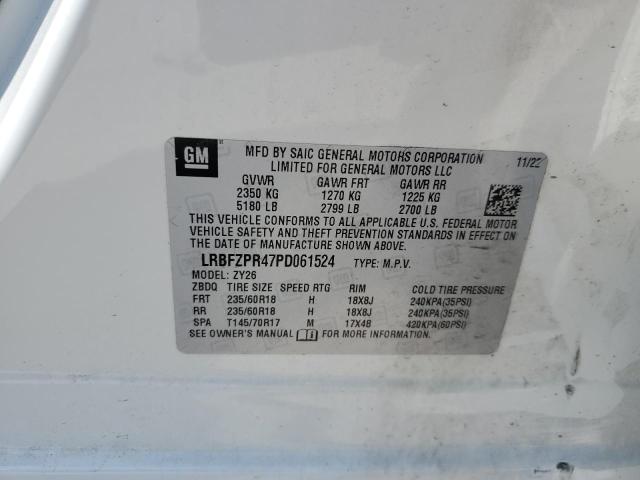 GM
MFD BY SAIC GENERAL MOTORS CORPORATION
11/22
LIMITED FOR GENERAL MOTORS LLC
GVWR GAWR FRT GAWR RR
2350 KG 1270 KG 1225 KG
5180 LB 2799 LB 2700 LB
THIS VEHICLE CONFORMS TO ALL APPLICABLE U.S. FEDERAL MOTOR
VEHICLE SAFETY AND THEFT PREVENTION STANDARDS IN EFFECT ON
THE DATE OF MANUFACTURE SHOWN ABOVE.
LRBFZPR47PD061524 TYPE: M.P.V.
MODEL: ZY26
ZBDQ TIRE SIZE SPEED RTG RIM COLD TIRE PRESSURE
FRT 235/60R18 H 18X8J 240KPA(35PSI)
RR 235/60R18 H 18X8J 240KPA(35PSI)
SPA T145/70R17 M 17X4B 420KPA(60PSI)
SEE OWNER'S MANUAL FOR MORE INFORMATION.